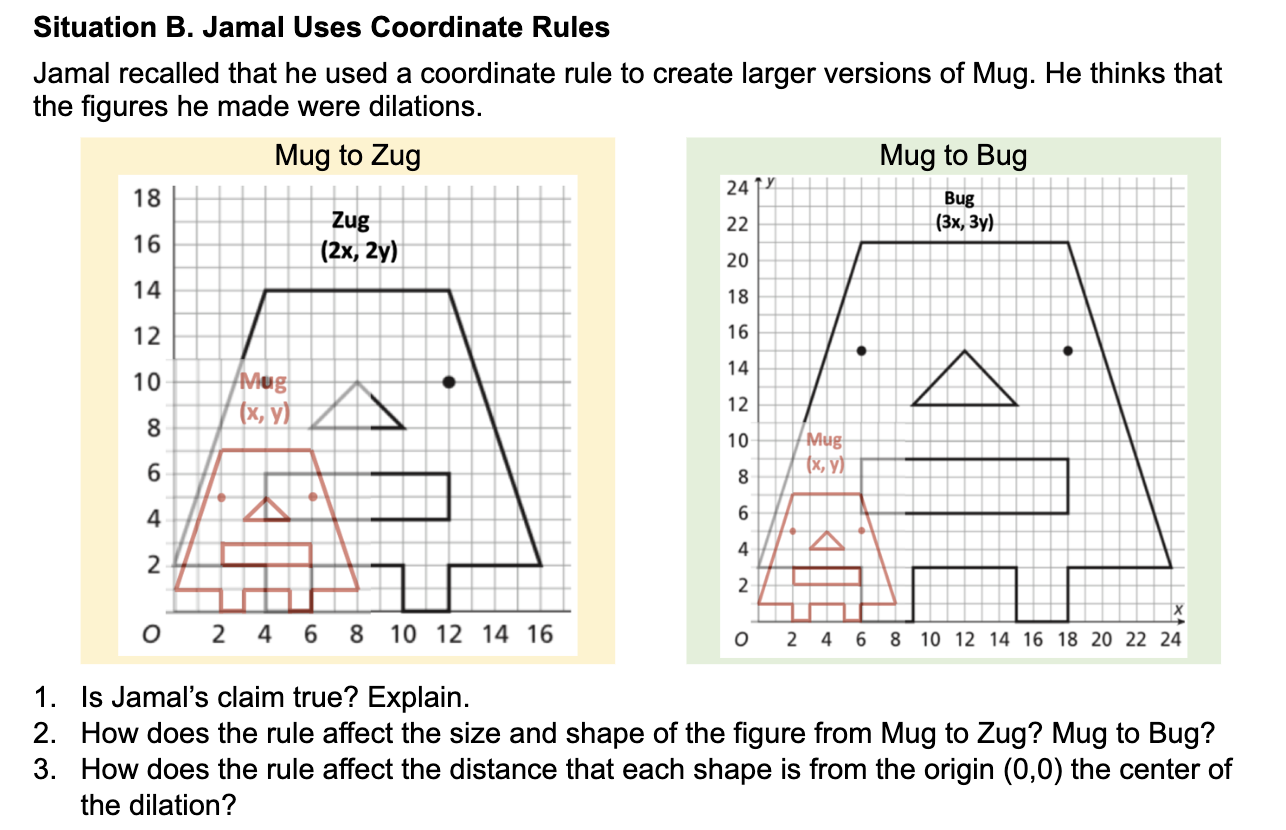 Situation B. Jamal Uses Coordinate Rules
Jamal recalled that he used a coordinate rule to create larger versions of Mug. He thinks that
the figures he made were dilations.
Mug to Zug
18
Zug
16
(2x, 2y)
14
12
10
Mug
(x, y)
8
6
4
2
O 2 4 6 8 10 12 14 16
Mug to Bug
24 y
Bug
22
(3x, 3y)
20
18
16
14
12
10
Mug
(x, y)
8
6
4
2
x
O 2 4 6 8 10 12 14 16 18 20 22 24
1. Is Jamal’s claim true? Explain.
2. How does the rule affect the size and shape of the figure from Mug to Zug? Mug to Bug?
3. How does the rule affect the distance that each shape is from the origin (0,0) the center of
the dilation?